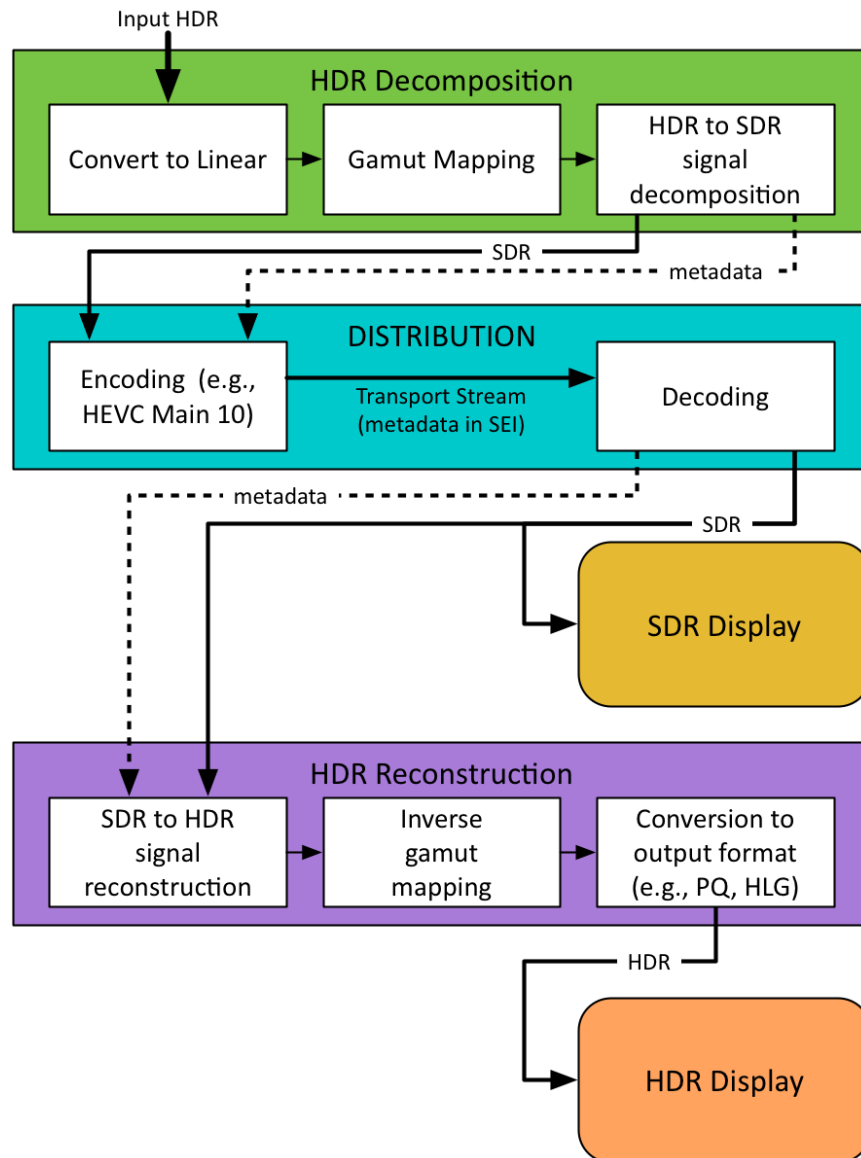 Input HDR
HDR Decomposition
Convert to Linear
Gamut Mapping
HDR to SDR
signal
decomposition
SDR
metadata
DISTRIBUTION
Encoding (e.g.,
HEVC Main 10)
Transport Stream
(metadata in SEI)
Decoding
metadata
SDR
SDR Display
HDR Reconstruction
SDR to HDR
signal
reconstruction
Inverse
gamut
mapping
Conversion to
output format
(e.g., PQ, HLG)
HDR
HDR Display